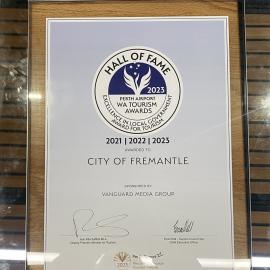 HALL OF FAME
2023
PERTH AIRPORT
WA TOURISM
AWARDS
EXCELLENCE IN LOCAL GOVERNMENT
AWARD FOR TOURISM
2021 | 2022 | 2023
AWARDED TO
CITY OF FREMANTLE
SPONSORED BY
VANGUARD MEDIA GROUP
2023